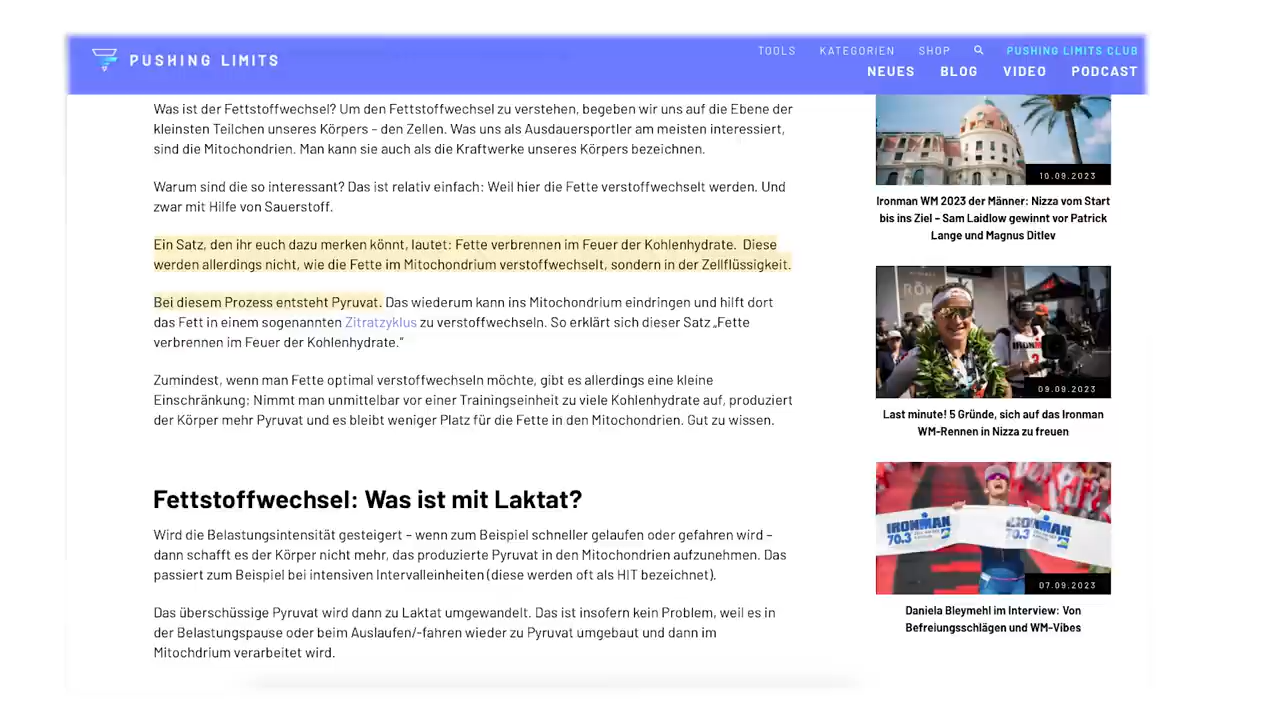 PUSHING LIMITS
TOOLS KATEGORIEN SHOP PUSHING LIMITS CLUB
NEUES BLOG VIDEO PODCAST
Was ist der Fettstoffwechsel? Um den Fettstoffwechsel zu verstehen, begeben wir uns auf die Ebene der
kleinsten Teilchen unseres Körpers – den Zellen. Was uns als Ausdauersportler am meisten interessiert,
sind die Mitochondrien. Man kann sie auch als die Kraftwerke unseres Körpers bezeichnen.
Warum sind die so interessant? Das ist relativ einfach: Weil hier die Fette verstoffwechselt werden. Und
zwar mit Hilfe von Sauerstoff.
Ein Satz, den ihr euch dazu merken könnt, lautet: Fette verbrennen im Feuer der Kohlenhydrate. Diese
werden allerdings nicht, wie die Fette im Mitochondrium verstoffwechselt, sondern in der Zellflüssigkeit.
Bei diesem Prozess entsteht Pyruvat. Das wiederum kann ins Mitochondrium eindringen und hilft dort
das Fett in einem sogenannten Zitratzyklus zu verstoffwechseln. So erklärt sich dieser Satz „Fette
verbrennen im Feuer der Kohlenhydrate.“
Zumindest, wenn man Fette optimal verstoffwechseln möchte, gibt es allerdings eine kleine
Einschränkung: Nimmt man unmittelbar vor einer Trainingseinheit zu viele Kohlenhydrate auf, produziert
der Körper mehr Pyruvat und es bleibt weniger Platz für die Fette in den Mitochondrien. Gut zu wissen.
Fettstoffwechsel: Was ist mit Laktat?
Wird die Belastungsintensität gesteigert – wenn zum Beispiel schneller gelaufen oder gefahren wird –
dann schafft es der Körper nicht mehr, das produzierte Pyruvat in den Mitochondrien aufzunehmen. Das
passiert zum Beispiel bei intensiven Intervalleinheiten (diese werden oft als HIT bezeichnet).
Das überschüssige Pyruvat wird dann zu Laktat umgewandelt. Das ist insofern kein Problem, weil es in
der Belastungspause oder beim Auslaufen/-fahren wieder zu Pyruvat umgebaut und dann im
Mitochdrium verarbeitet wird.
10.09.2023
Ironman WM 2023 der Männer: Nizza vom Start
bis ins Ziel – Sam Laidlow gewinnt vor Patrick
Lange und Magnus Ditlev
IRONM
2
09.09.2023
Last minute! 5 Gründe, sich auf das Ironman
WM-Rennen in Nizza zu freuen
IRONMAN
70.3
IRONMAN
70.3
07.09.2023
Daniela Bleymehl im Interview: Von
Befreiungsschlägen und WM-Vibes